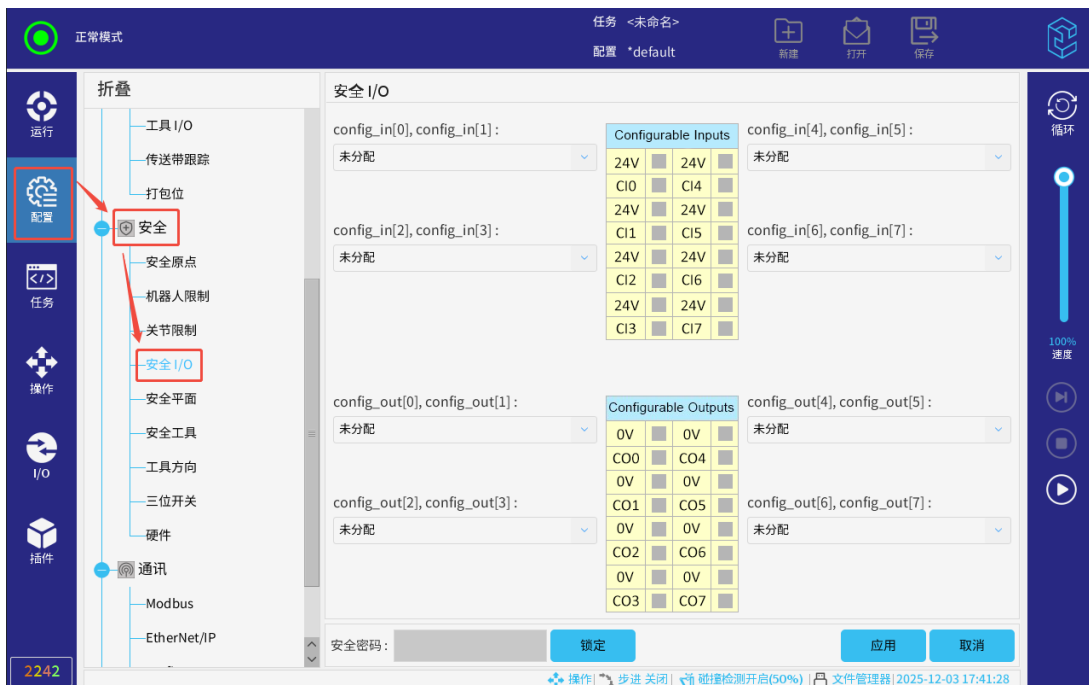 正常模式
任务 <未命名>
配置 *default
新建
打开
保存
运行
配置
任务
操作
I/O
插件
2242
折叠
工具 I/O
传送带跟踪
打包位
安全
安全原点
机器人限制
关节限制
安全 I/O
安全平面
安全工具
工具方向
三位开关
硬件
通讯
Modbus
EtherNet/IP
安全 I/O
config_in[0], config_in[1] :
未分配
config_in[2], config_in[3] :
未分配
Configurable Inputs
24V 24V
CI0 CI4
24V 24V
CI1 CI5
24V 24V
CI2 CI6
24V 24V
CI3 CI7
config_in[4], config_in[5] :
未分配
config_in[6], config_in[7] :
未分配
config_out[0], config_out[1] :
未分配
config_out[2], config_out[3] :
未分配
Configurable Outputs
0V 0V
CO0 CO4
0V 0V
CO1 CO5
0V 0V
CO2 CO6
0V 0V
CO3 CO7
config_out[4], config_out[5] :
未分配
config_out[6], config_out[7] :
未分配
安全密码 :
锁定
应用
取消
操作| 步进 关闭| 碰撞检测开启(50%) | 文件管理器| 2025-12-03 17:41:28
循环
100%
速度